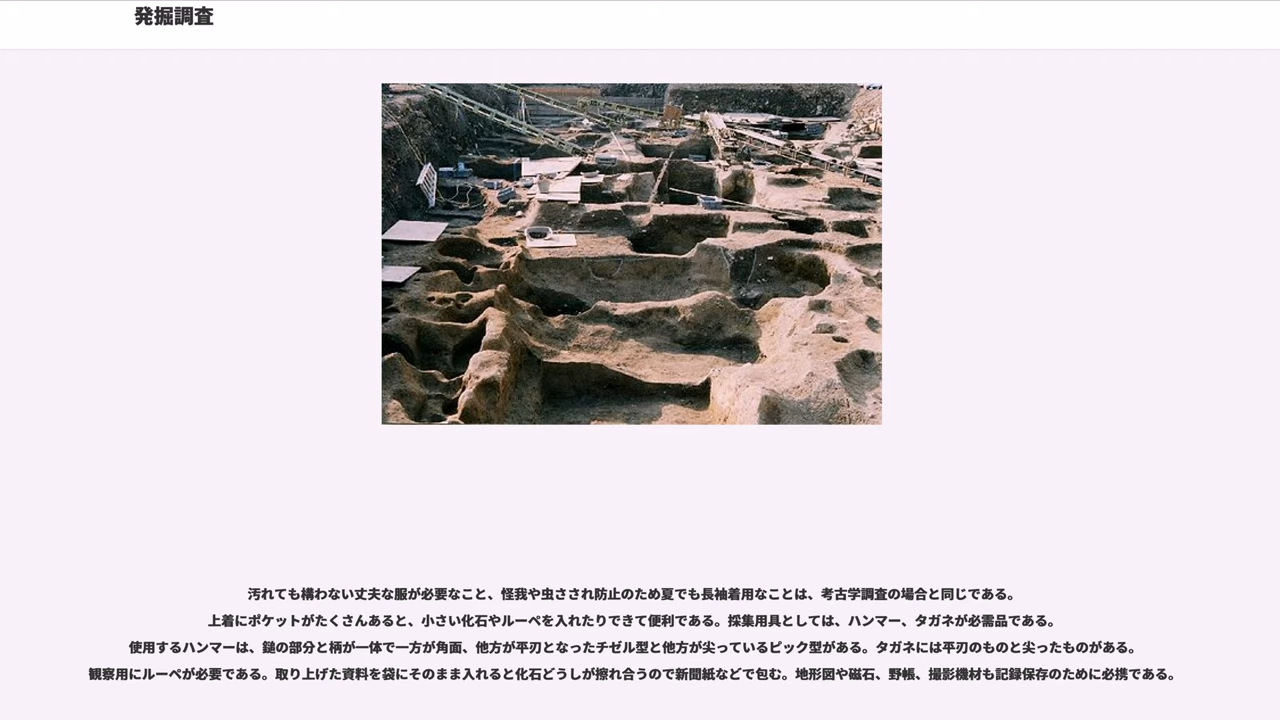 発掘調査
汚れても構わない丈夫な服が必要なこと、怪我や虫さされ防止のため夏でも長袖着用なことは、考古学調査の場合と同じである。
上着にポケットがたくさんあると、小さい化石やルーペを入れたりできて便利である。採集用具としては、ハンマー、タガネが必需品である。
使用するハンマーは、鎚の部分と柄が一体で一方が角面、他方が平刃となったチゼル型と他方が尖っているピック型がある。タガネには平刃のものと尖ったものがある。
観察用にルーペが必要である。取り上げた資料を袋にそのまま入れると化石どうしが擦れ合うので新聞紙などで包む。地形図や磁石、野帳、撮影機材も記録保存のために必携である。